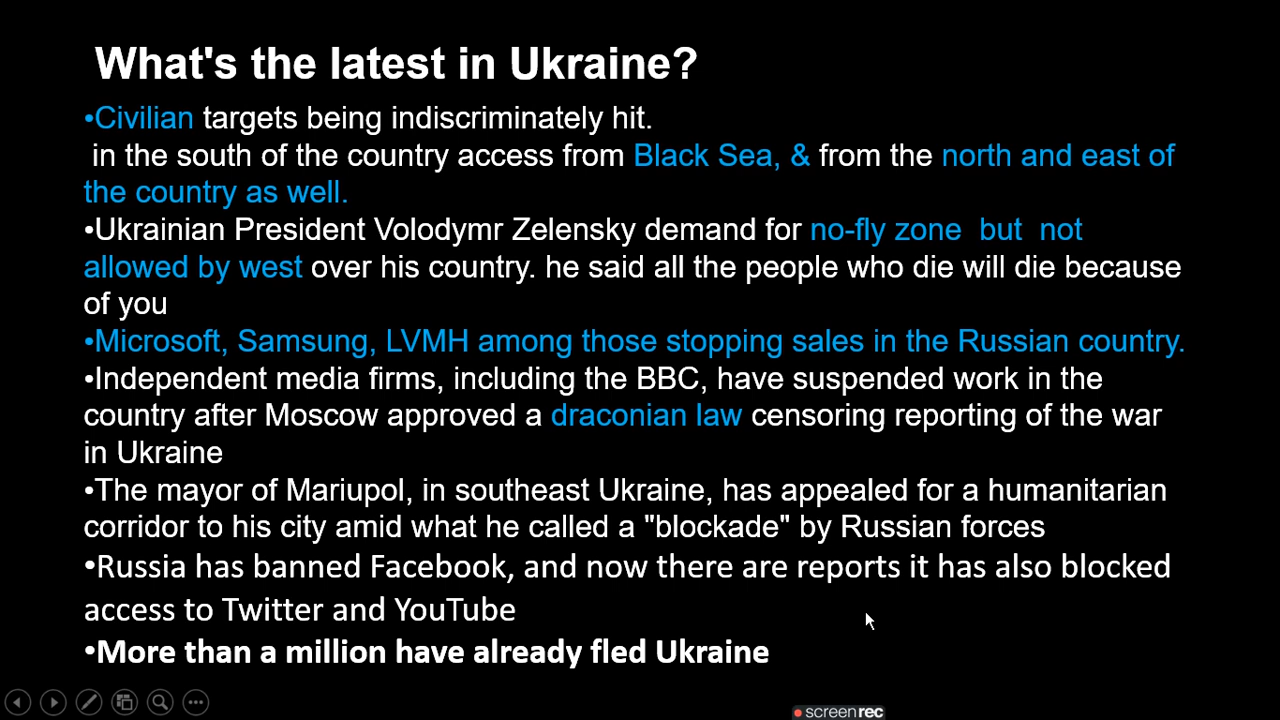 What's the latest in Ukraine?
•Civilian targets being indiscriminately hit.
in the south of the country access from Black Sea, & from the north and east of
the country as well.
•Ukrainian President Volodymr Zelensky demand for no-fly zone but not
allowed by west over his country. he said all the people who die will die because
of you
•Microsoft, Samsung, LVMH among those stopping sales in the Russian country.
•Independent media firms, including the BBC, have suspended work in the
country after Moscow approved a draconian law censoring reporting of the war
in Ukraine
•The mayor of Mariupol, in southeast Ukraine, has appealed for a humanitarian
corridor to his city amid what he called a "blockade" by Russian forces
•Russia has banned Facebook, and now there are reports it has also blocked
access to Twitter and YouTube
•More than a million have already fled Ukraine
screenrec